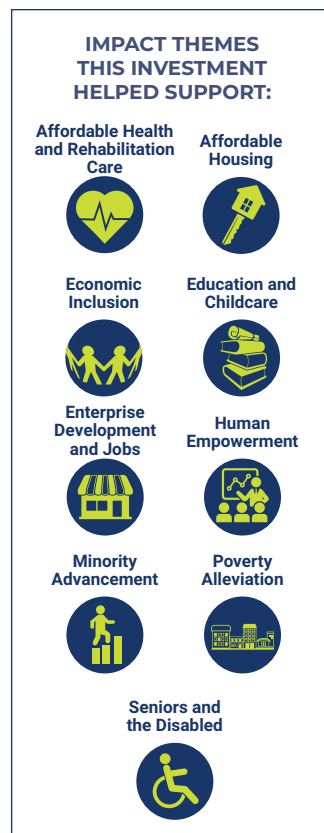 IMPACT THEMES
THIS INVESTMENT
HELPED SUPPORT:
Affordable Health
and Rehabilitation
Care
Affordable
Housing
Economic
Inclusion
Education and
Childcare
Enterprise
Development
and Jobs
Human
Empowerment
Minority
Advancement
Poverty
Alleviation
Seniors and
the Disabled